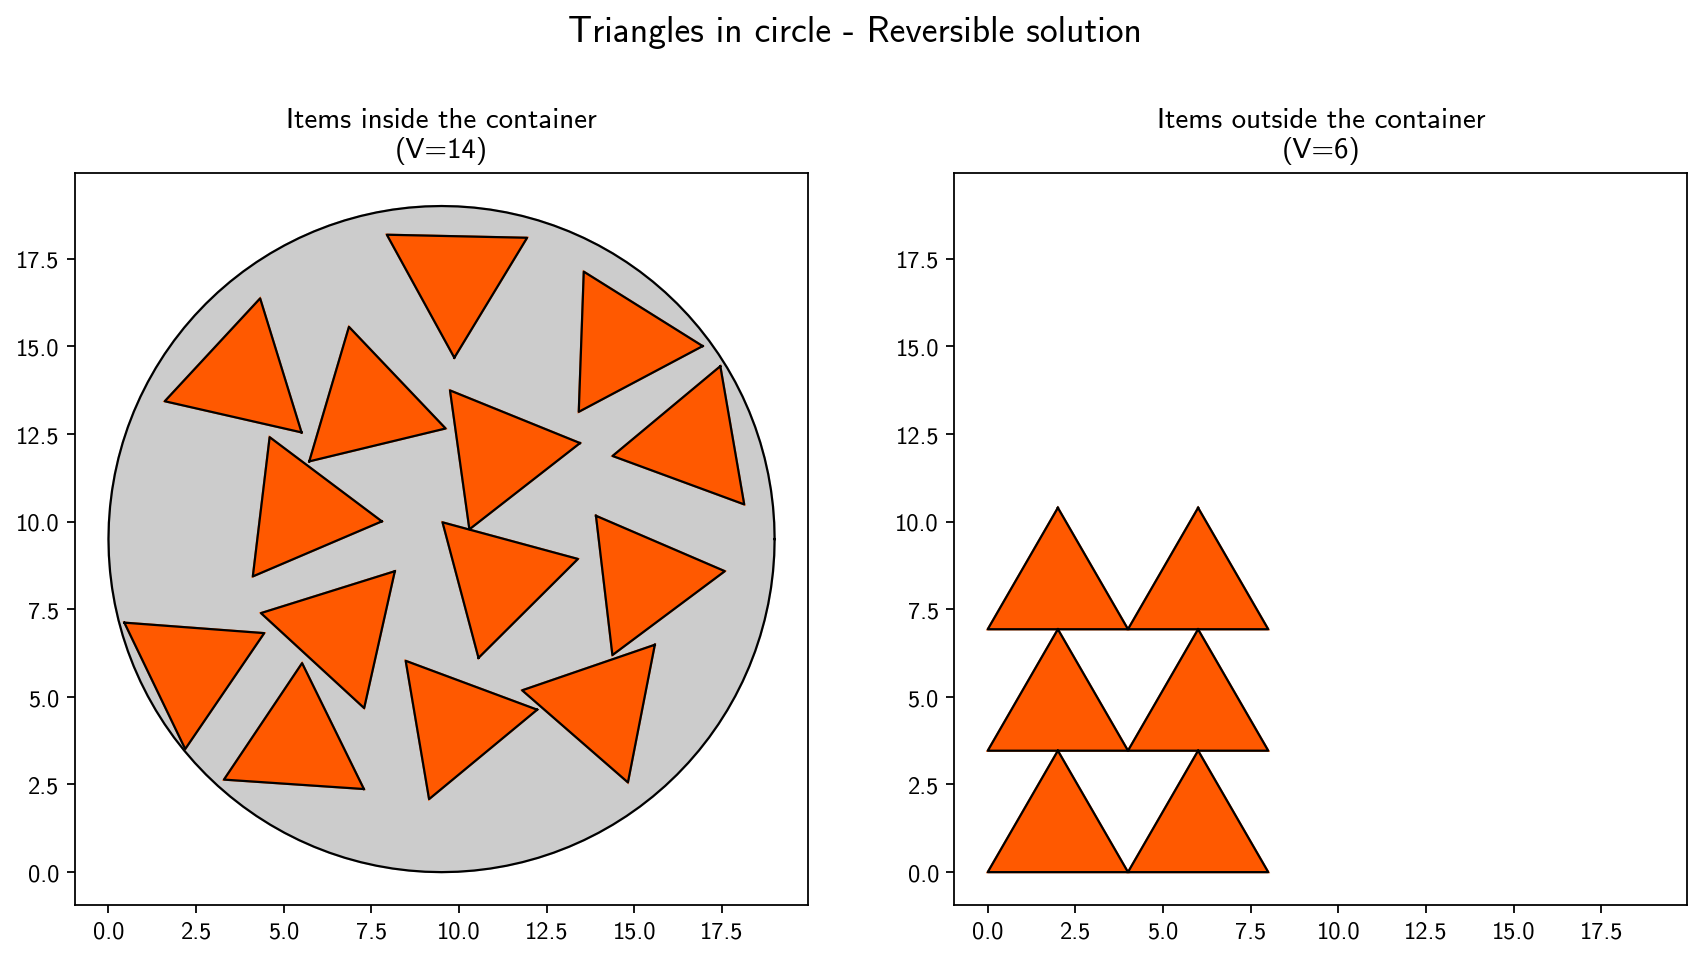 Triangles in circle - Reversible solution
Items inside the container
(V=14)
17.5
15.0
12.5
10.0
7.5
5.0
2.5
0.0
0.0 2.5 5.0 7.5 10.0 12.5 15.0 17.5
Items outside the container
(V=6)
17.5
15.0
12.5
10.0
7.5
5.0
2.5
0.0
0.0 2.5 5.0 7.5 10.0 12.5 15.0 17.5